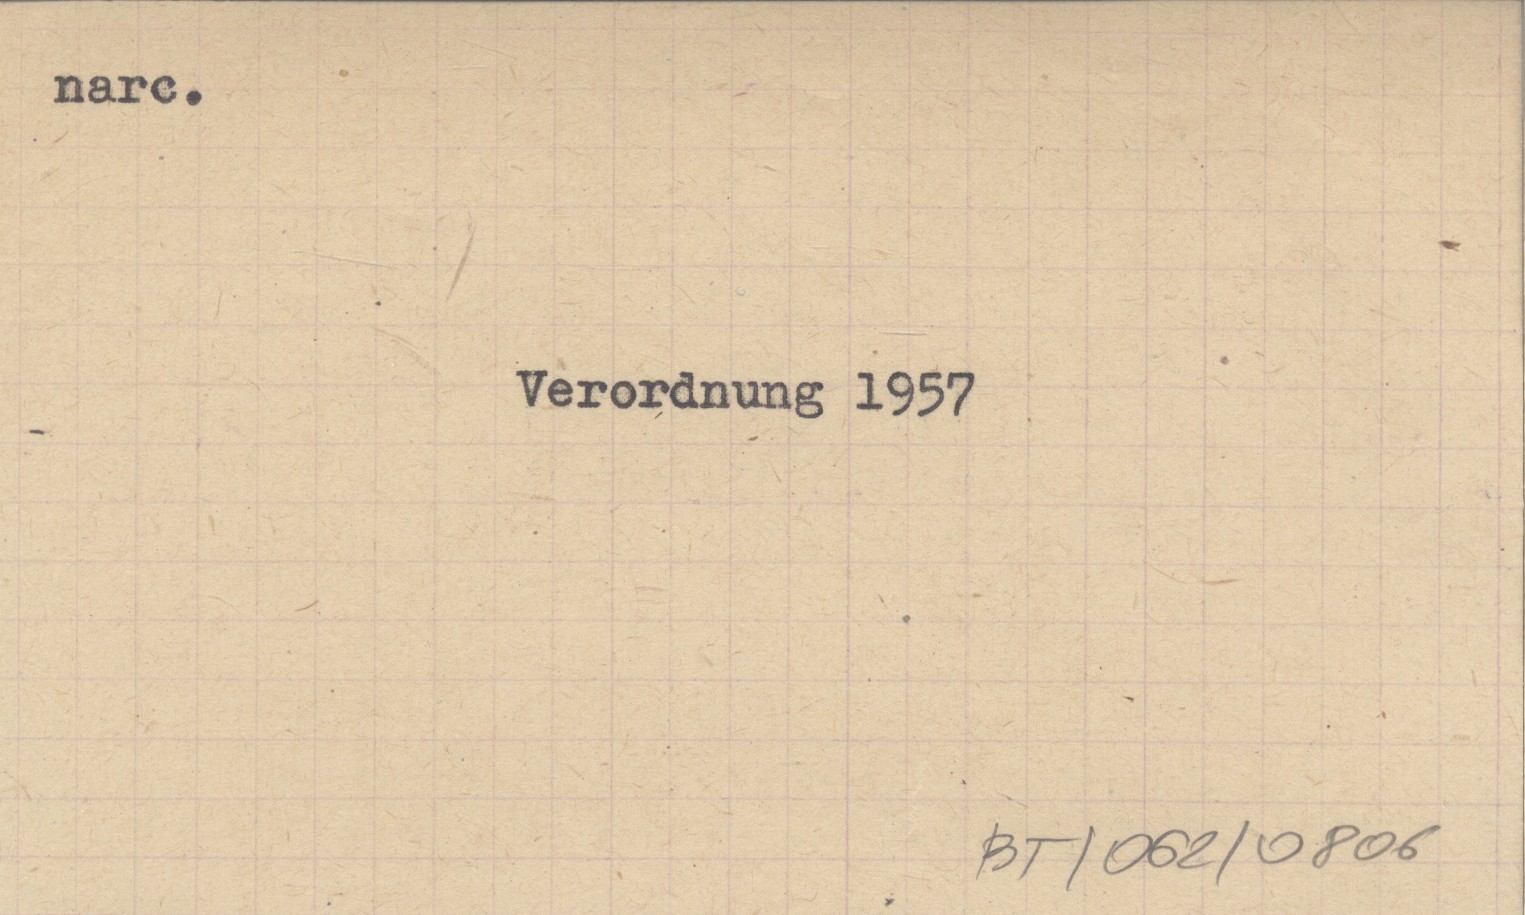 narc.
Verordnung 1957
BT/062/0806